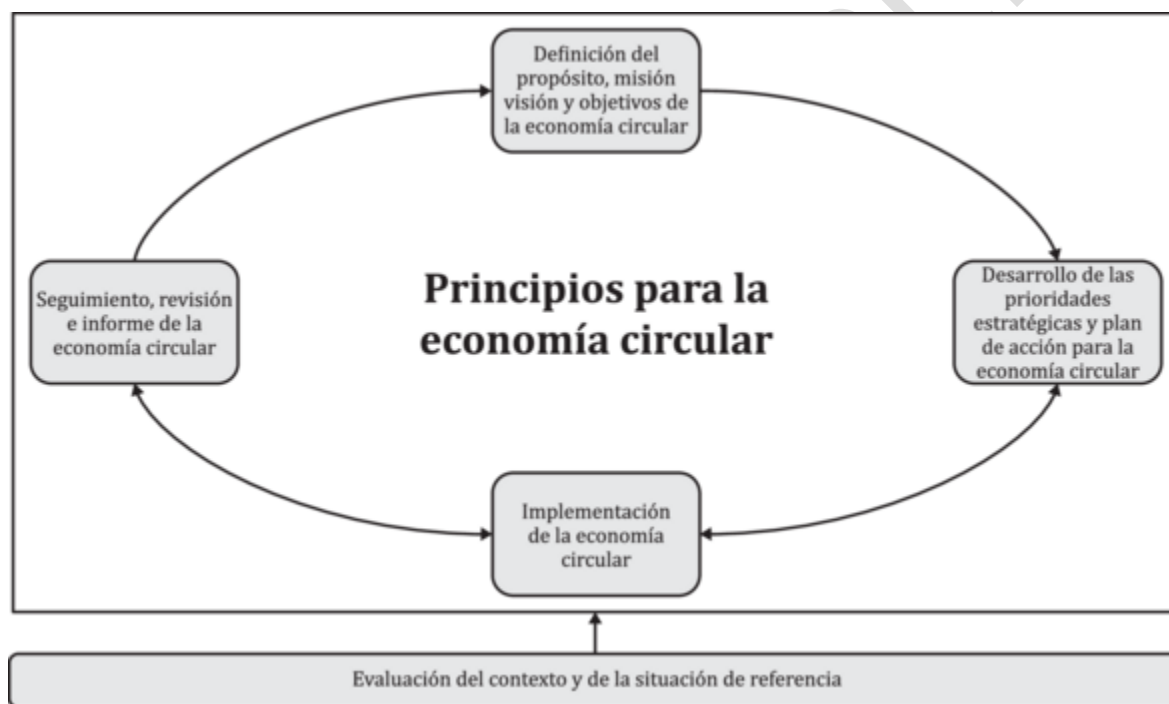 Definición del
propósito, misión
visión y objetivos de
la economía circular
Seguimiento, revisión
e informe de la
economía circular
Principios para la
economía circular
Desarrollo de las
prioridades
estratégicas y plan
de acción para la
economía circular
Implementación
de la economía
circular
Evaluación del contexto y de la situación de referencia